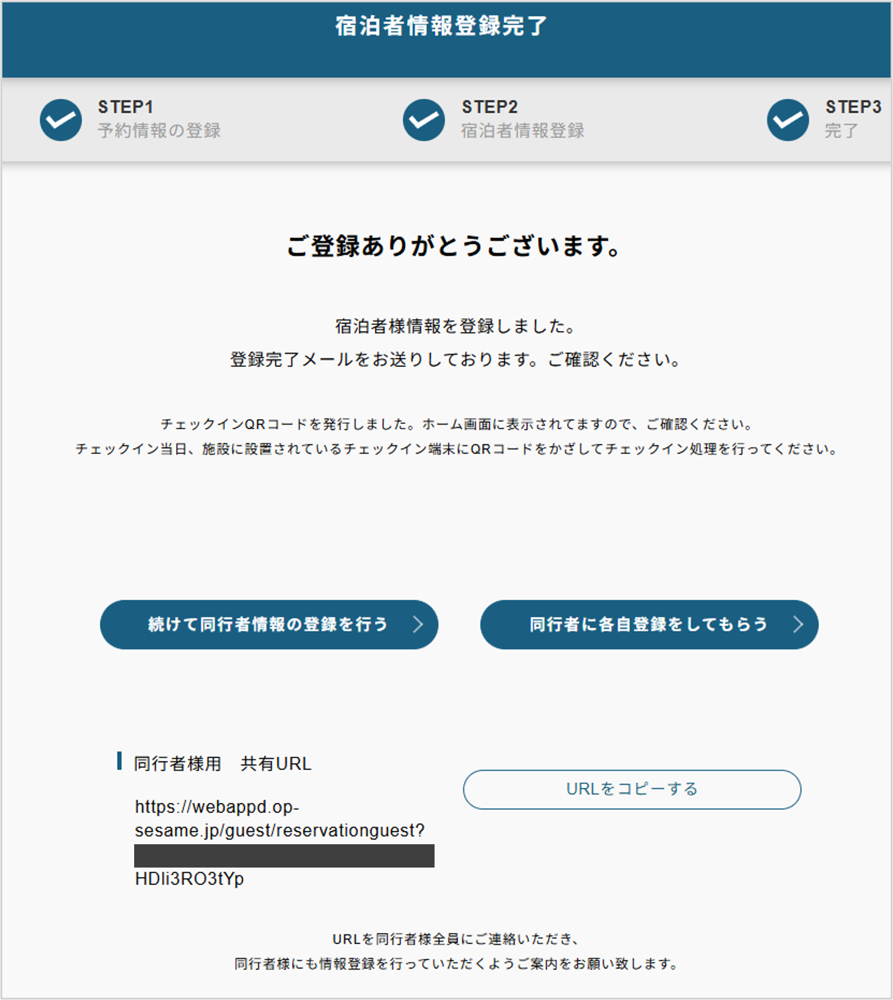 宿泊者情報登録完了
STEP1
予約情報の登録
STEP2
宿泊者情報登録
STEP3
完了
ご登録ありがとうございます。
宿泊者様情報を登録しました。
登録完了メールをお送りしております。ご確認ください。
チェックインQRコードを発行しました。ホーム画面に表示されてますので、ご確認ください。
チェックイン当日、施設に設置されているチェックイン端末にQRコードをかざしてチェックイン処理を行ってください。
続けて同行者情報の登録を行う
同行者に各自登録をしてもらう
同行者様用　共有URL
URLをコピーする
https://webappd.op-
sesame.jp/guest/reservationguest?
HDli3RO3tYp
URLを同行者様全員にご連絡いただき、
同行者様にも情報登録を行っていただくようご案内をお願い致します。